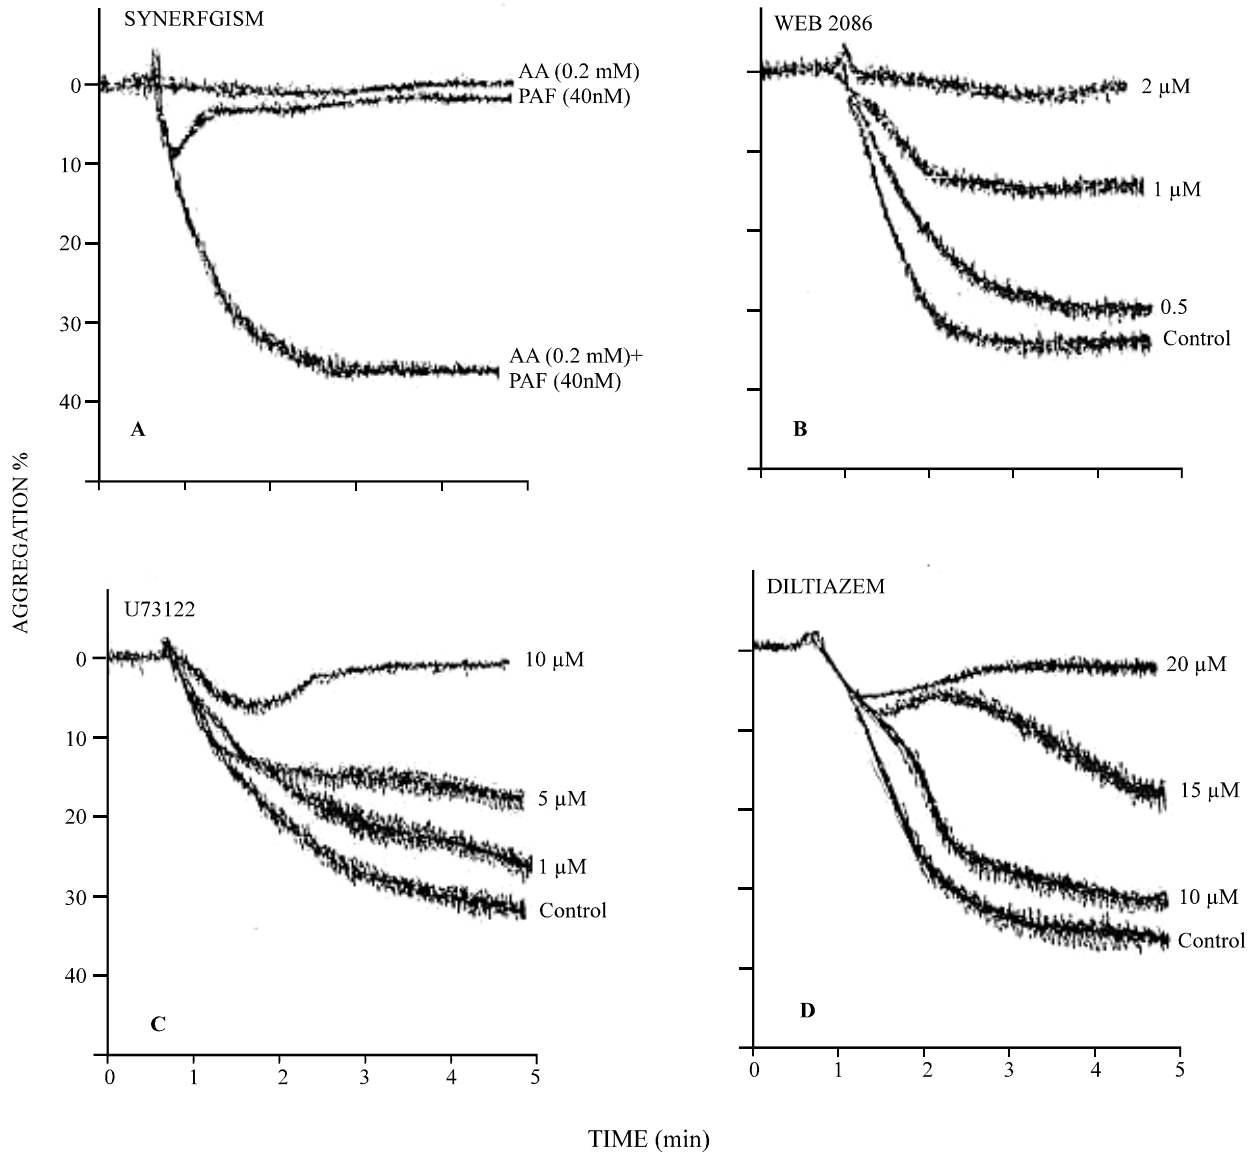 SYNERFGISM
AA (0.2 mM)
PAF (40nM)
0
10
20
30
40
AA (0.2 mM)+
PAF (40nM)
A
WEB 2086
2 µM
1 µM
0.5
Control
B
AGGREGATION %
U73122
0
10
20
30
40
10 µM
5 µM
1 µM
Control
C
0 1 2 3 4 5
DILTIAZEM
20 µM
15 µM
10 µM
Control
D
0 1 2 3 4 5
TIME (min)